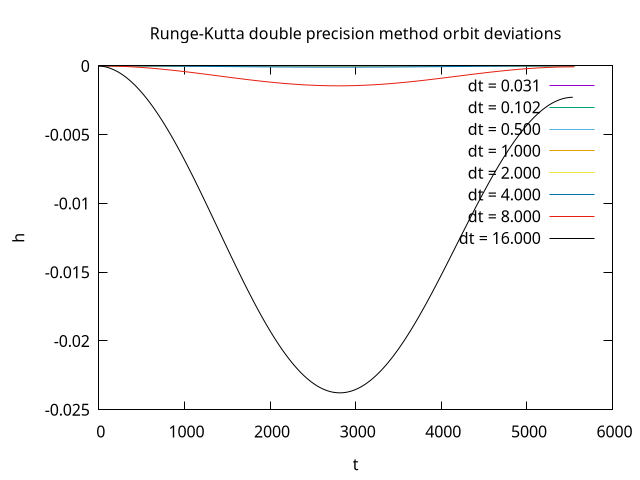 Runge-Kutta double precision method orbit deviations
0
dt = 0.031
dt = 0.102
-0.005
dt = 0.500
dt = 1.000
dt = 2.000
dt = 4.000
-0.01
dt = 8.000
h
dt = 16.000
-0.015
-0.02
-0.025
0 1000 2000 3000 4000 5000 6000
t